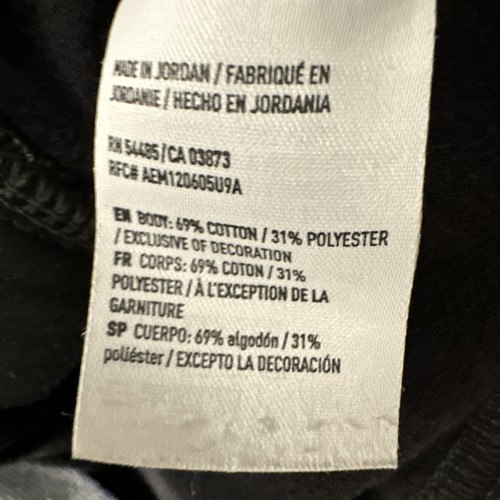 MADE IN JORDAN / FABRIQUÉ EN
JORDANIE / HECHO EN JORDANIA
RN 54485 / CA 03873
RFC# AEM120605U9A
EN BODY: 69% COTTON / 31% POLYESTER
/ EXCLUSIVE OF DECORATION
FR CORPS: 69% COTON / 31%
POLYESTER / À L'EXCEPTION DE LA
GARNITURE
SP CUERPO: 69% algodón / 31%
poliéster / EXCEPTO LA DECORACIÓN